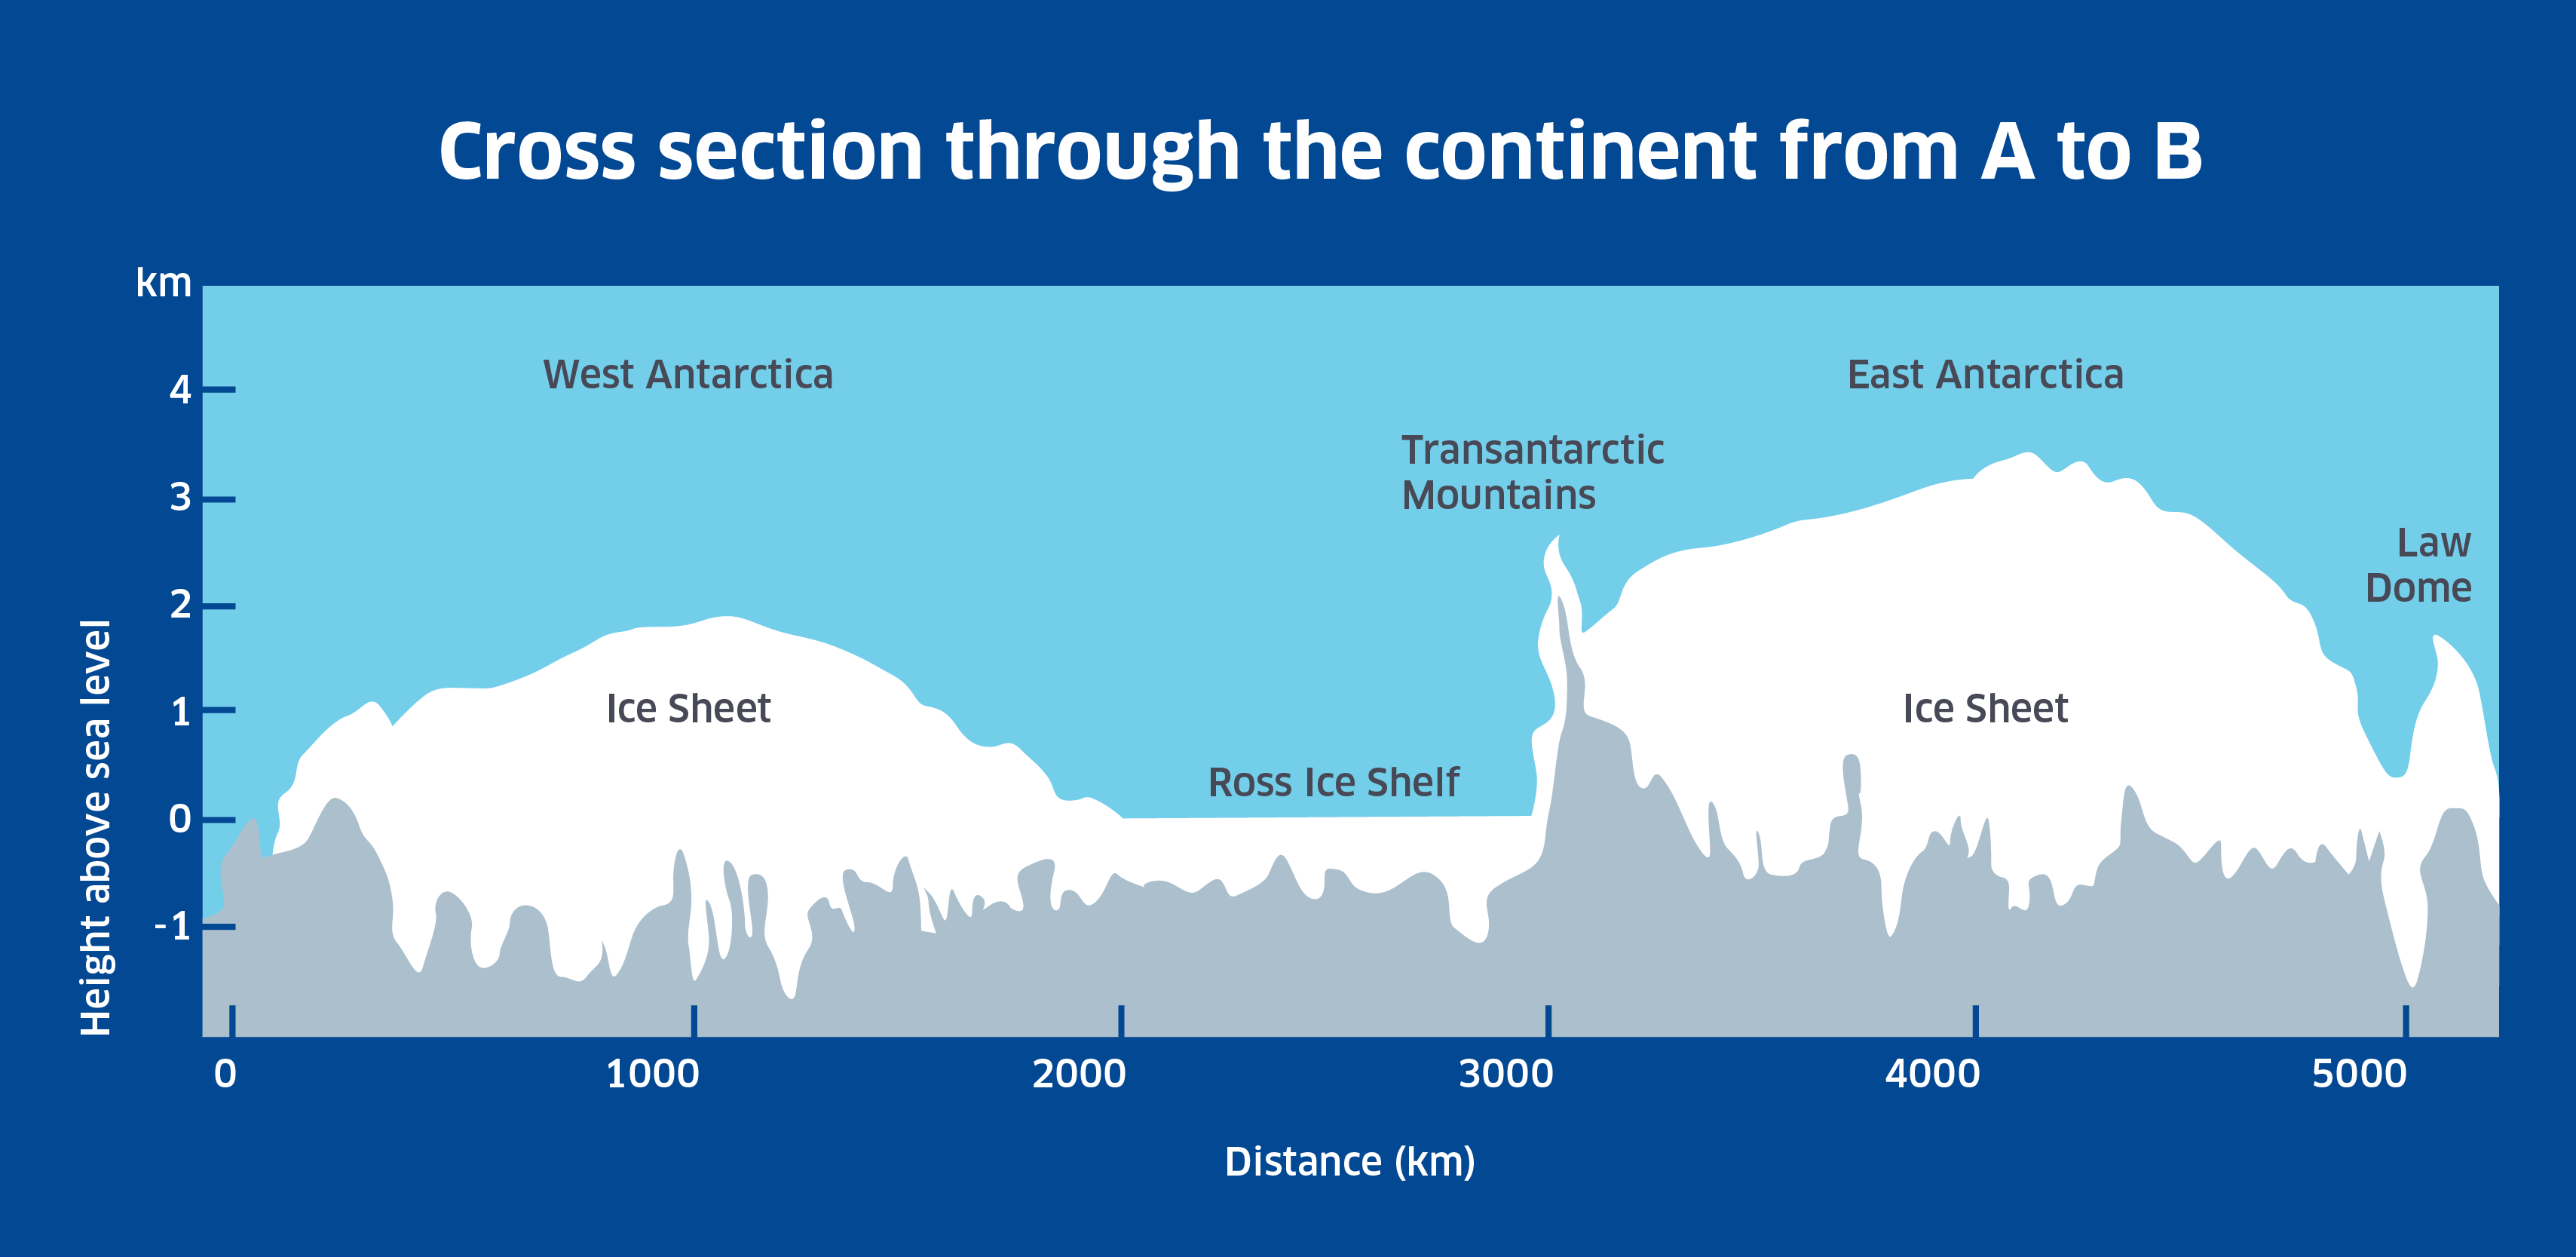 Cross section through the continent from A to B
km
West Antarctica
East Antarctica
4
Transantarctic
Mountains
3
Law
Dome
2
Height above sea level
1
Ice Sheet
Ice Sheet
Ross Ice Shelf
0
-1
0
1000
2000
3000
4000
5000
Distance (km)